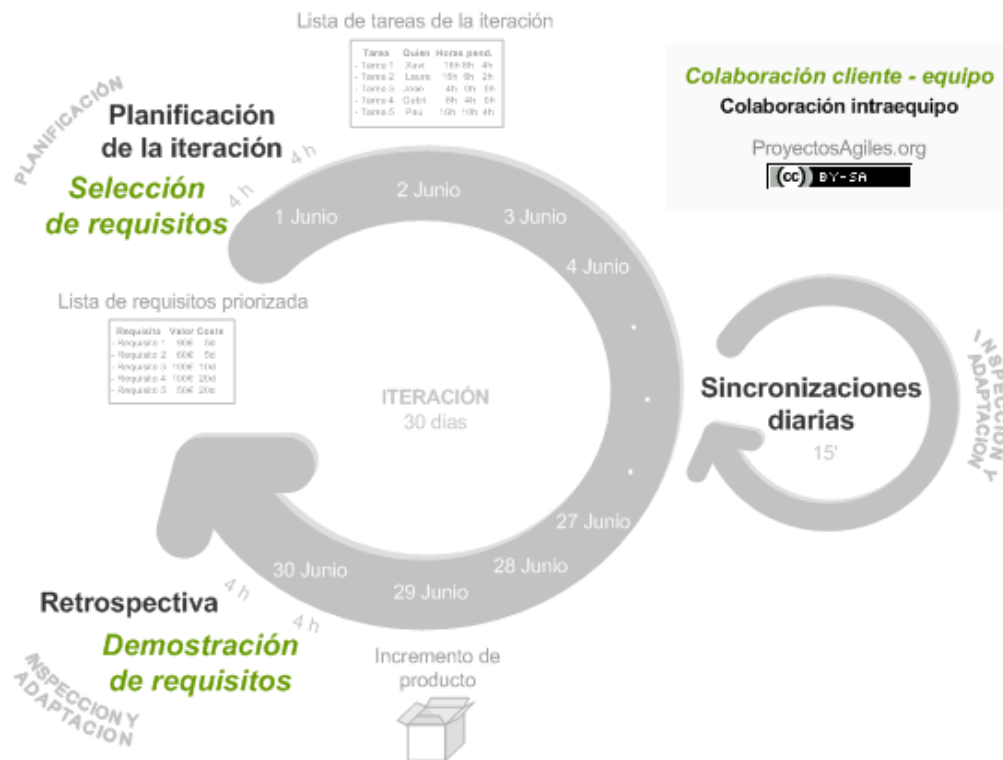 Lista de tareas de la iteración
Tarea Quien Horas pend.
- Tarea 1 Xavi 16h 8h 4h
- Tarea 2 Laura 16h 6h 2h
- Tarea 3 Joao 4h 0h 0h
- Tarea 4 Gabri 8h 4h 0h
- Tarea 5 Pau 16h 10h 4h
Colaboración cliente - equipo
Colaboración intraequipo
ProyectosAgiles.org
cc BY-SA
PLANIFICACIÓN
Planificación
de la iteración
4 h
Selección
de requisitos
4 h
1 Junio
2 Junio
3 Junio
4 Junio
Lista de requisitos priorizada
Requisito Valor Coste
- Requisito 1 90€ 5d
- Requisito 2 60€ 5d
- Requisito 3 100€ 10d
- Requisito 4 100€ 20d
- Requisito 5 50€ 20d
ITERACIÓN
30 dias
Sincronizaciones
diarias
15'
INSPECCIÓN Y
ADAPTACIÓN
27 Junio
28 Junio
29 Junio
30 Junio
4 h
4 h
Retrospectiva
Demostración
de requisitos
INSPECCION Y
ADAPTACION
Incremento de
producto